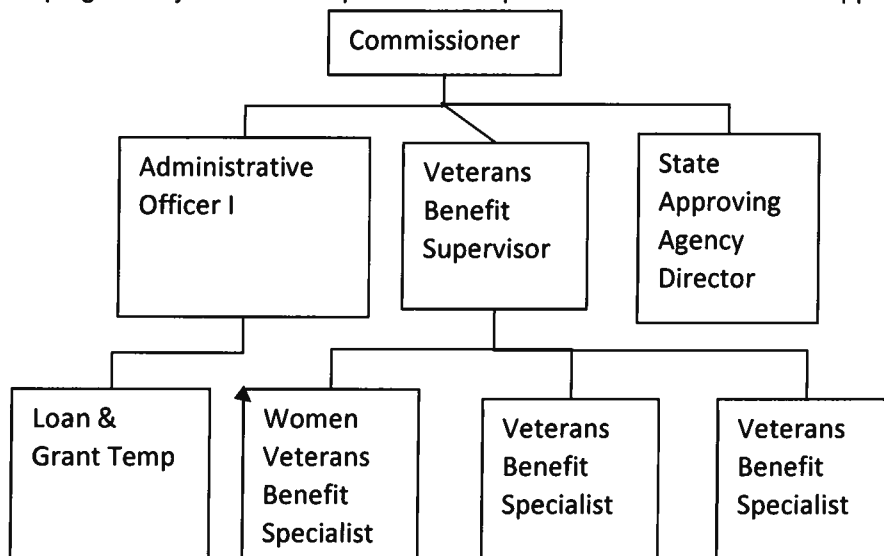 Commissioner
Administrative
Officer I
Veterans
Benefit
Supervisor
State
Approving
Agency
Director
Loan &
Grant Temp
Women
Veterans
Benefit
Specialist
Veterans
Benefit
Specialist
Veterans
Benefit
Specialist